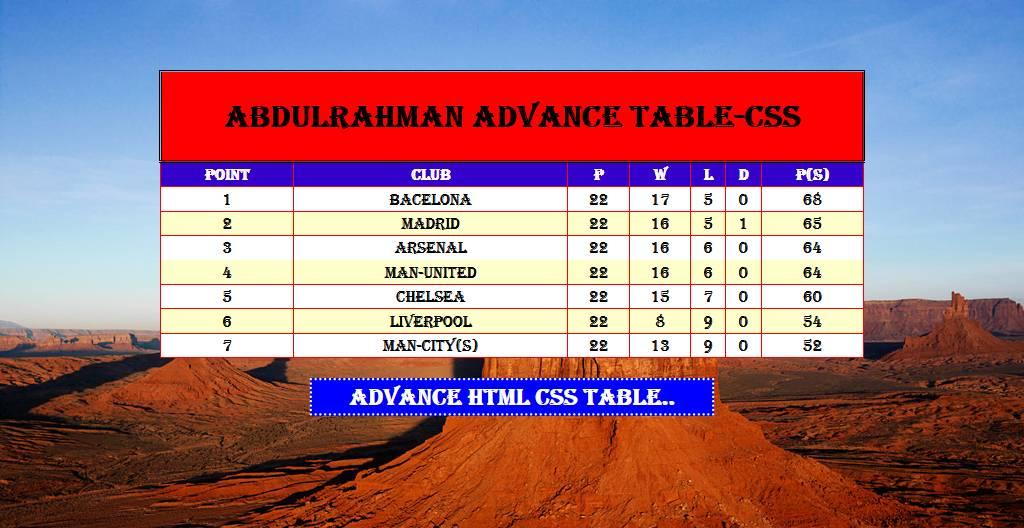 ABDULRAHMAN ADVANCE TABLE-CSS
POINT CLUB P W L D P(S)
1 BACELONA 22 17 5 0 68
2 MADRID 22 16 5 1 65
3 ARSENAL 22 16 6 0 64
4 MAN-UNITED 22 16 6 0 64
5 CHELSEA 22 15 7 0 60
6 LIVERPOOL 22 8 9 0 54
7 MAN-CITY(S) 22 13 9 0 52
ADVANCE HTML CSS TABLE..